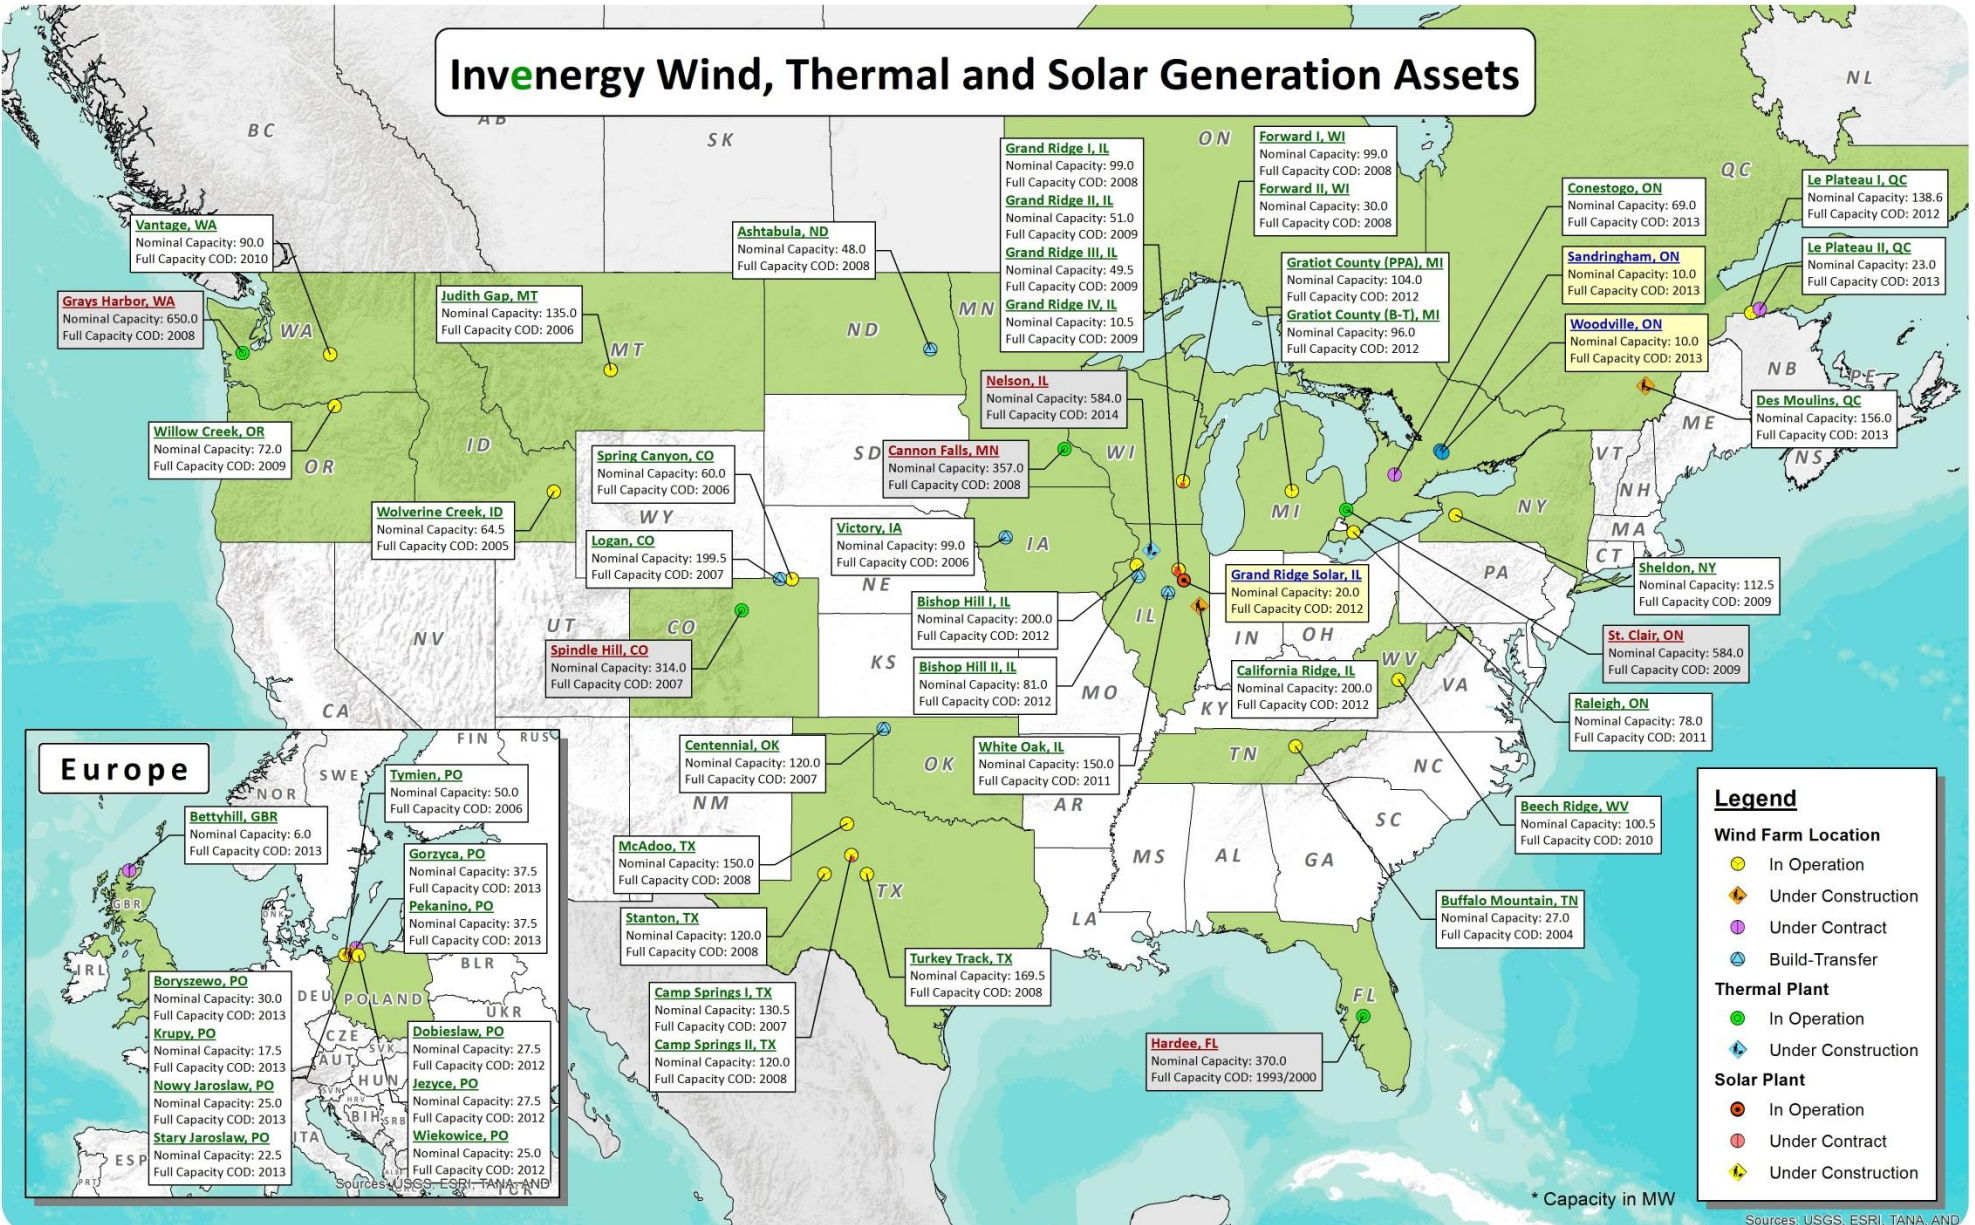 Invenergy Wind, Thermal and Solar Generation Assets
BC
AB
SK
ON
QC
NL
Vantage, WA
Nominal Capacity: 90.0
Full Capacity COD: 2010
Grays Harbor, WA
Nominal Capacity: 650.0
Full Capacity COD: 2008
Judith Gap, MT
Nominal Capacity: 135.0
Full Capacity COD: 2006
Ashtabula, ND
Nominal Capacity: 48.0
Full Capacity COD: 2008
Grand Ridge I, IL
Nominal Capacity: 99.0
Full Capacity COD: 2008
Grand Ridge II, IL
Nominal Capacity: 51.0
Full Capacity COD: 2009
Grand Ridge III, IL
Nominal Capacity: 49.5
Full Capacity COD: 2009
Grand Ridge IV, IL
Nominal Capacity: 10.5
Full Capacity COD: 2009
Forward I, WI
Nominal Capacity: 99.0
Full Capacity COD: 2008
Forward II, WI
Nominal Capacity: 30.0
Full Capacity COD: 2008
Gratiot County (PPA), MI
Nominal Capacity: 104.0
Full Capacity COD: 2012
Gratiot County (B-T), MI
Nominal Capacity: 96.0
Full Capacity COD: 2012
Conestogo, ON
Nominal Capacity: 69.0
Full Capacity COD: 2013
Sandringham, ON
Nominal Capacity: 10.0
Full Capacity COD: 2013
Woodville, ON
Nominal Capacity: 10.0
Full Capacity COD: 2013
Le Plateau I, QC
Nominal Capacity: 138.6
Full Capacity COD: 2012
Le Plateau II, QC
Nominal Capacity: 23.0
Full Capacity COD: 2013
Des Moulins, QC
Nominal Capacity: 156.0
Full Capacity COD: 2013
WA
MT
ND
MN
NB
PE
ME
NS
VT
NH
MA
CT
NY
PA
Nelson, IL
Nominal Capacity: 584.0
Full Capacity COD: 2014
Cannon Falls, MN
Nominal Capacity: 357.0
Full Capacity COD: 2008
Willow Creek, OR
Nominal Capacity: 72.0
Full Capacity COD: 2009
OR
ID
SD
WI
MI
WY
Spring Canyon, CO
Nominal Capacity: 60.0
Full Capacity COD: 2006
Wolverine Creek, ID
Nominal Capacity: 64.5
Full Capacity COD: 2005
Logan, CO
Nominal Capacity: 199.5
Full Capacity COD: 2007
Victory, IA
Nominal Capacity: 99.0
Full Capacity COD: 2006
IA
NE
Bishop Hill I, IL
Nominal Capacity: 200.0
Full Capacity COD: 2012
Bishop Hill II, IL
Nominal Capacity: 81.0
Full Capacity COD: 2012
Grand Ridge Solar, IL
Nominal Capacity: 20.0
Full Capacity COD: 2012
Sheldon, NY
Nominal Capacity: 112.5
Full Capacity COD: 2009
St. Clair, ON
Nominal Capacity: 584.0
Full Capacity COD: 2009
California Ridge, IL
Nominal Capacity: 200.0
Full Capacity COD: 2012
Raleigh, ON
Nominal Capacity: 78.0
Full Capacity COD: 2011
Spindle Hill, CO
Nominal Capacity: 314.0
Full Capacity COD: 2007
NV
UT
CO
KS
MO
IL
IN
OH
WV
VA
KY
CA
Centennial, OK
Nominal Capacity: 120.0
Full Capacity COD: 2007
White Oak, IL
Nominal Capacity: 150.0
Full Capacity COD: 2011
NM
OK
AR
TN
NC
SC
MS
AL
GA
LA
TX
FL
McAdoo, TX
Nominal Capacity: 150.0
Full Capacity COD: 2008
Stanton, TX
Nominal Capacity: 120.0
Full Capacity COD: 2008
Camp Springs I, TX
Nominal Capacity: 130.5
Full Capacity COD: 2007
Camp Springs II, TX
Nominal Capacity: 120.0
Full Capacity COD: 2008
Turkey Track, TX
Nominal Capacity: 169.5
Full Capacity COD: 2008
Beech Ridge, WV
Nominal Capacity: 100.5
Full Capacity COD: 2010
Buffalo Mountain, TN
Nominal Capacity: 27.0
Full Capacity COD: 2004
Hardee, FL
Nominal Capacity: 370.0
Full Capacity COD: 1993/2000
Europe
FIN
RUS
SWE
NOR
Tymien, PO
Nominal Capacity: 50.0
Full Capacity COD: 2006
Bettyhill, GBR
Nominal Capacity: 6.0
Full Capacity COD: 2013
Gorzyca, PO
Nominal Capacity: 37.5
Full Capacity COD: 2013
Pekanino, PO
Nominal Capacity: 37.5
Full Capacity COD: 2013
GBR
DNK
IRL
BLR
DEU
POLAND
UKR
CZE
SVK
AUT
HUN
SVN
HRV
BIH
SRB
ITA
ALB
ESP
PRT
TUR
Boryszewo, PO
Nominal Capacity: 30.0
Full Capacity COD: 2013
Krupy, PO
Nominal Capacity: 17.5
Full Capacity COD: 2013
Nowy Jaroslaw, PO
Nominal Capacity: 25.0
Full Capacity COD: 2013
Stary Jaroslaw, PO
Nominal Capacity: 22.5
Full Capacity COD: 2013
Dobieslaw, PO
Nominal Capacity: 27.5
Full Capacity COD: 2012
Jezyce, PO
Nominal Capacity: 27.5
Full Capacity COD: 2012
Wiekowice, PO
Nominal Capacity: 25.0
Full Capacity COD: 2012
Sources: USGS, ESRI, TANA, AND
Legend
Wind Farm Location
In Operation
Under Construction
Under Contract
Build-Transfer
Thermal Plant
In Operation
Under Construction
Solar Plant
In Operation
Under Contract
Under Construction
* Capacity in MW
Sources: USGS, ESRI, TANA, AND